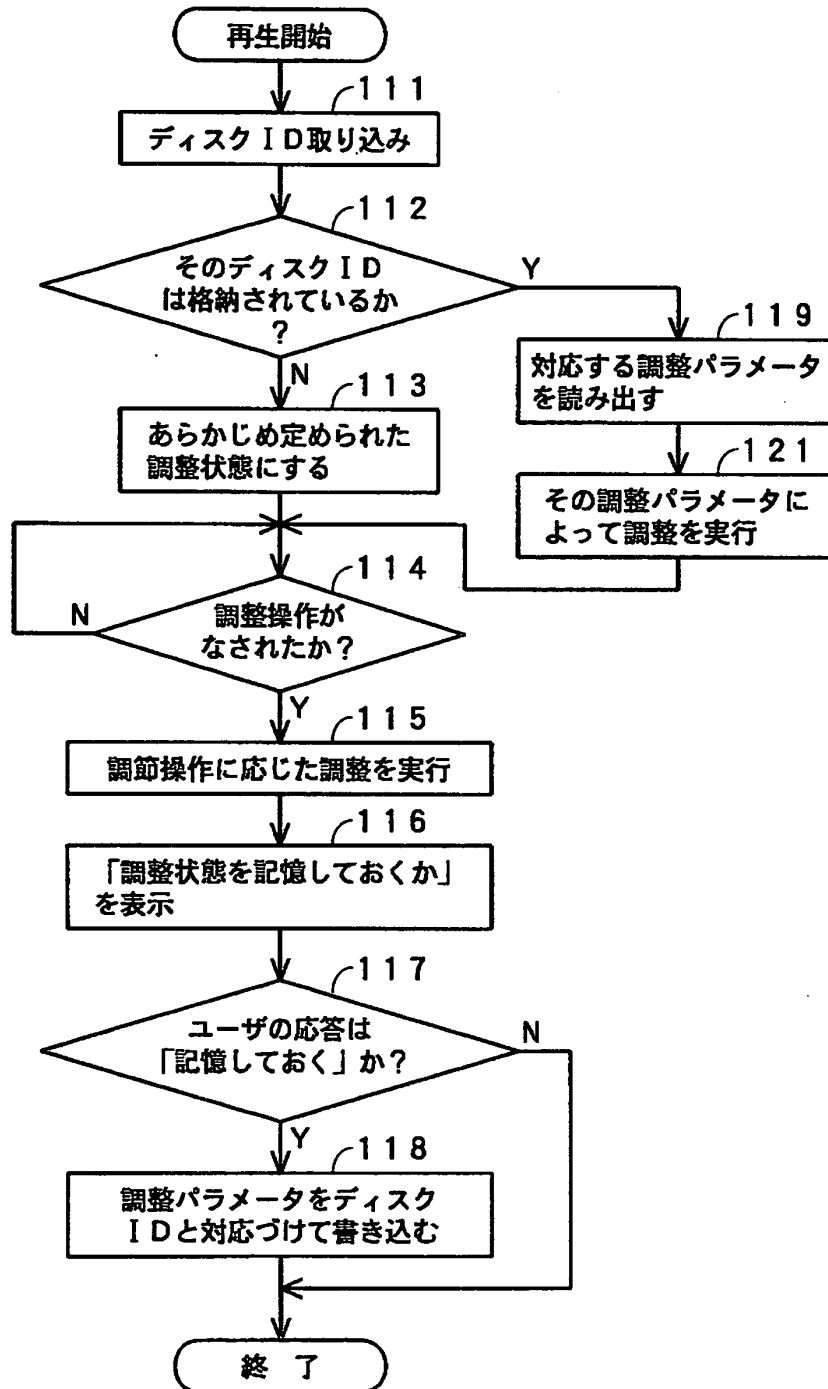 再生開始
111
ディスクID取り込み
112
そのディスクID
は格納されているか
?
Y
N
119
対応する調整パラメータ
を読み出す
121
その調整パラメータに
よって調整を実行
113
あらかじめ定められた
調整状態にする
114
調整操作が
なされたか?
N
Y
115
調節操作に応じた調整を実行
116
「調整状態を記憶しておくか」
を表示
117
ユーザの応答は
「記憶しておく」か?
N
Y
118
調整パラメータをディスク
IDと対応づけて書き込む
終 了